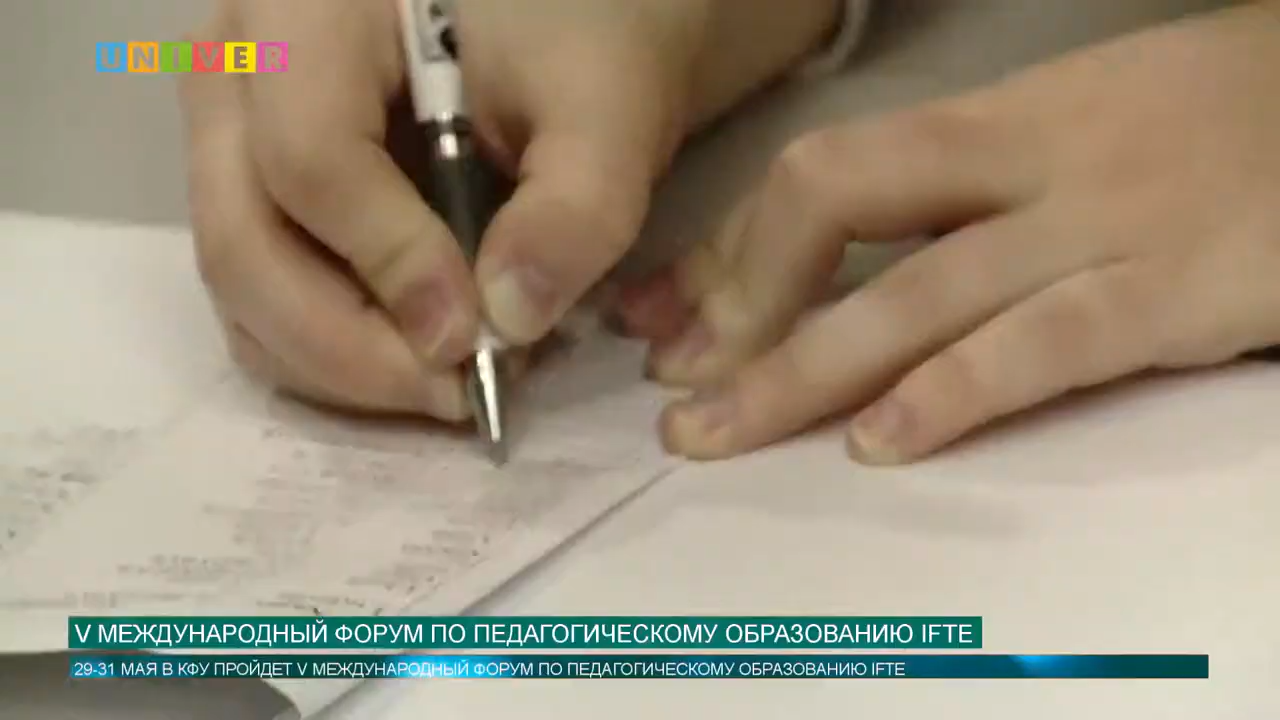 UNIVER
V МЕЖДУНАРОДНЫЙ ФОРУМ ПО ПЕДАГОГИЧЕСКОМУ ОБРАЗОВАНИЮ IFTE
29-31 МАЯ В КФУ ПРОЙДЕТ V МЕЖДУНАРОДНЫЙ ФОРУМ ПО ПЕДАГОГИЧЕСКОМУ ОБРАЗОВАНИЮ IFTE